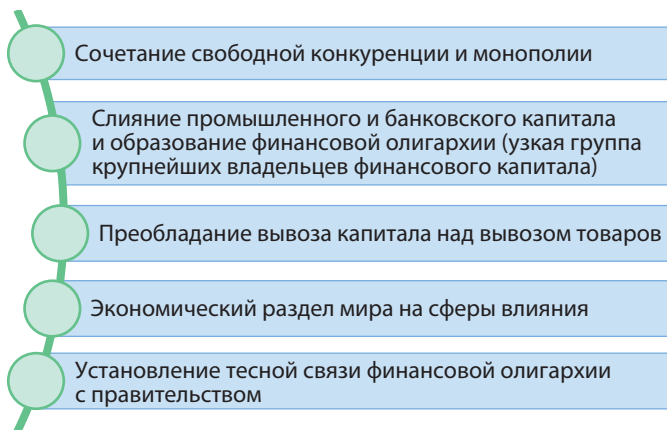 Сочетание свободной конкуренции и монополии
Слияние промышленного и банковского капитала
и образование финансовой олигархии (узкая группа
крупнейших владельцев финансового капитала)
Преобладание вывоза капитала над вывозом товаров
Экономический раздел мира на сферы влияния
Установление тесной связи финансовой олигархии
с правительством